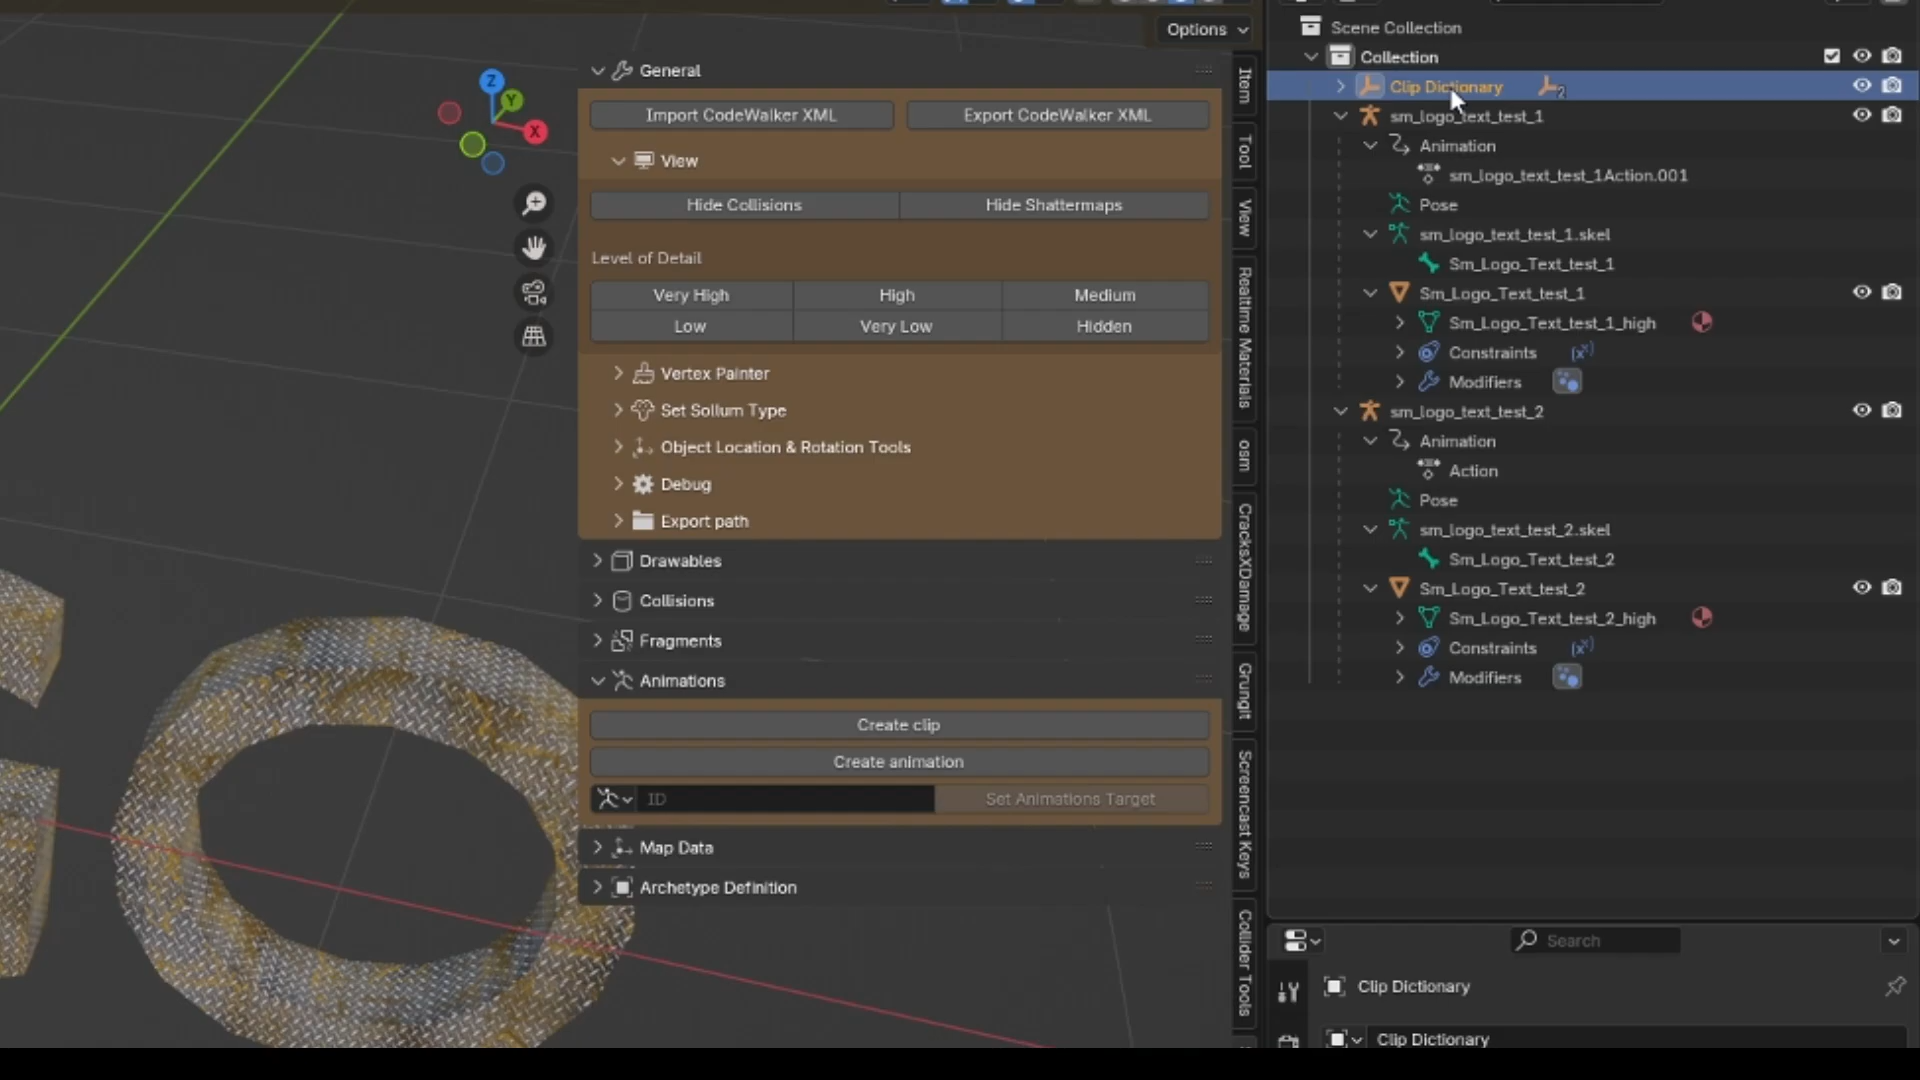 Options
General
Import CodeWalker XML
Export CodeWalker XML
View
Hide Collisions
Hide Shattermaps
Level of Detail
Very High
High
Medium
Low
Very Low
Hidden
Vertex Painter
Set Sollum Type
Object Location & Rotation Tools
Debug
Export path
Drawables
Collisions
Fragments
Animations
Create clip
Create animation
ID
Set Animations Target
Map Data
Archetype Definition
Item
Tool
View
Realtime Materials
osm
CracksXDamage
Grungit
Screencast Keys
Collider Tools
Scene Collection
Collection
Clip Dictionary
2
sm_logo_text_test_1
Animation
sm_logo_text_test_1Action.001
Pose
sm_logo_text_test_1.skel
Sm_Logo_Text_test_1
Sm_Logo_Text_test_1
Sm_Logo_Text_test_1_high
Constraints
Modifiers
sm_logo_text_test_2
Animation
Action
Pose
sm_logo_text_test_2.skel
Sm_Logo_Text_test_2
Sm_Logo_Text_test_2
Sm_Logo_Text_test_2_high
Constraints
Modifiers
Search
Clip Dictionary
Clip Dictionary
Z
Y
X